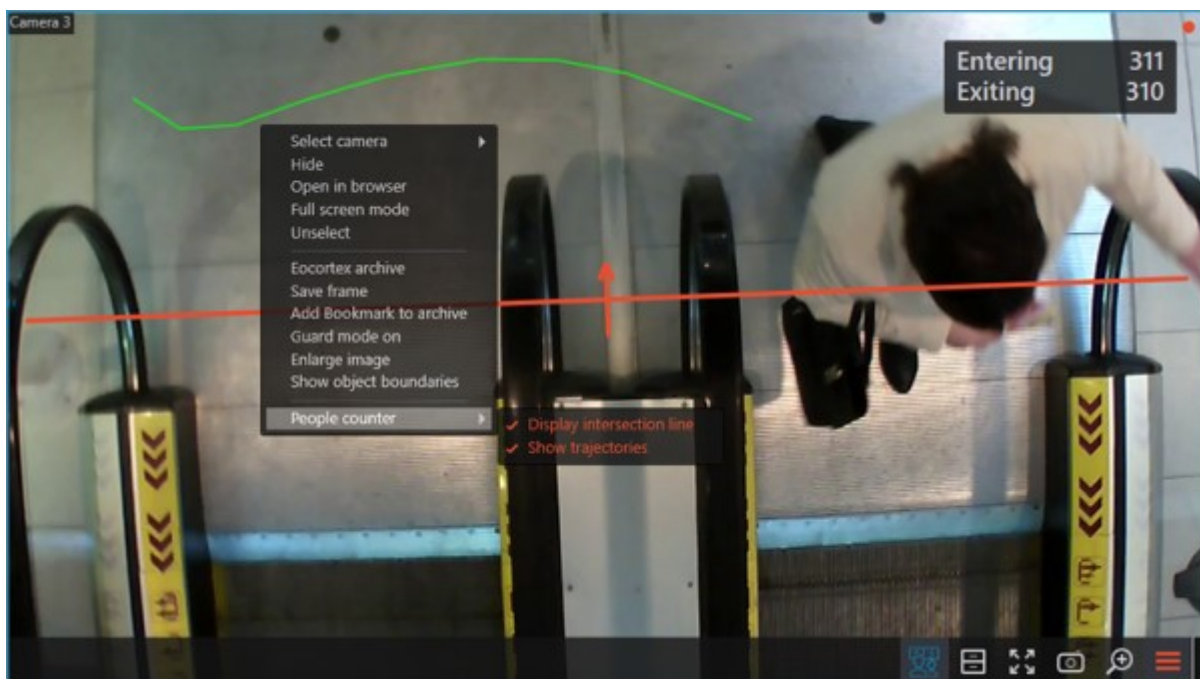 Camera 3
Entering 311
Exiting 310
Select camera
Hide
Open in browser
Full screen mode
Unselect
Eocortex archive
Save frame
Add Bookmark to archive
Guard mode on
Enlarge image
Show object boundaries
People counter
Display intersection line
Show trajectories